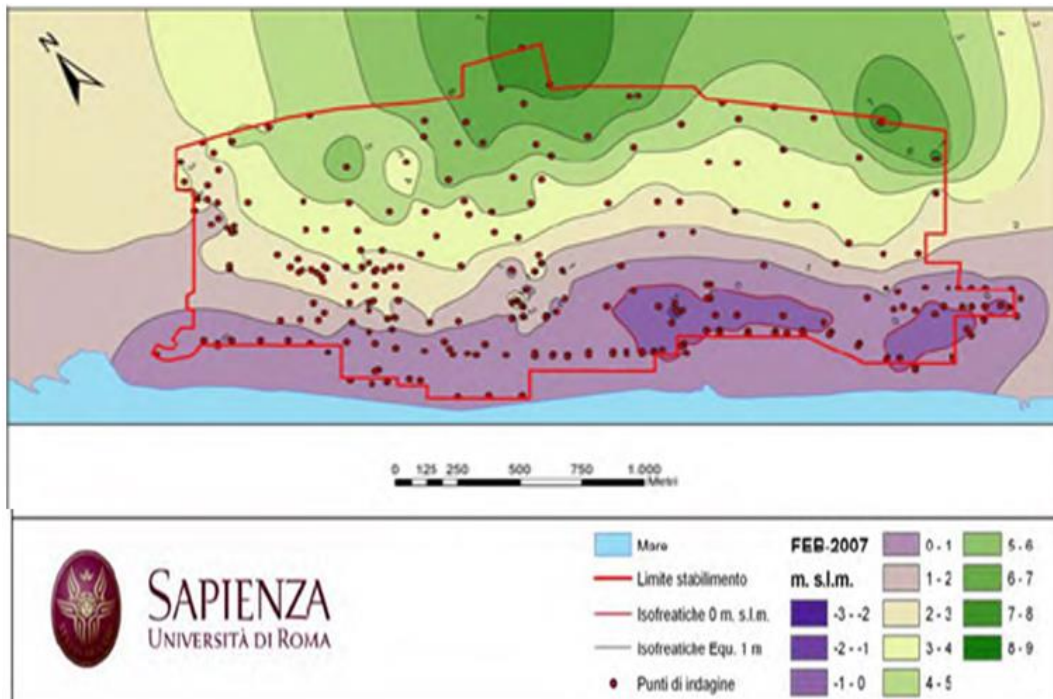 N
0 125 250 500 750 1.000
Metri
SAPIENZA
UNIVERSITÀ DI ROMA
Mare
Limite stabilimento
Isofreatiche 0 m. s.l.m.
Isofreatiche Equ. 1 m
Punti di indagine
FEB-2007
m. s.l.m.
-3 - -2
-2 - -1
-1 - 0
0 - 1
1 - 2
2 - 3
3 - 4
4 - 5
5 - 6
6 - 7
7 - 8
8 - 9